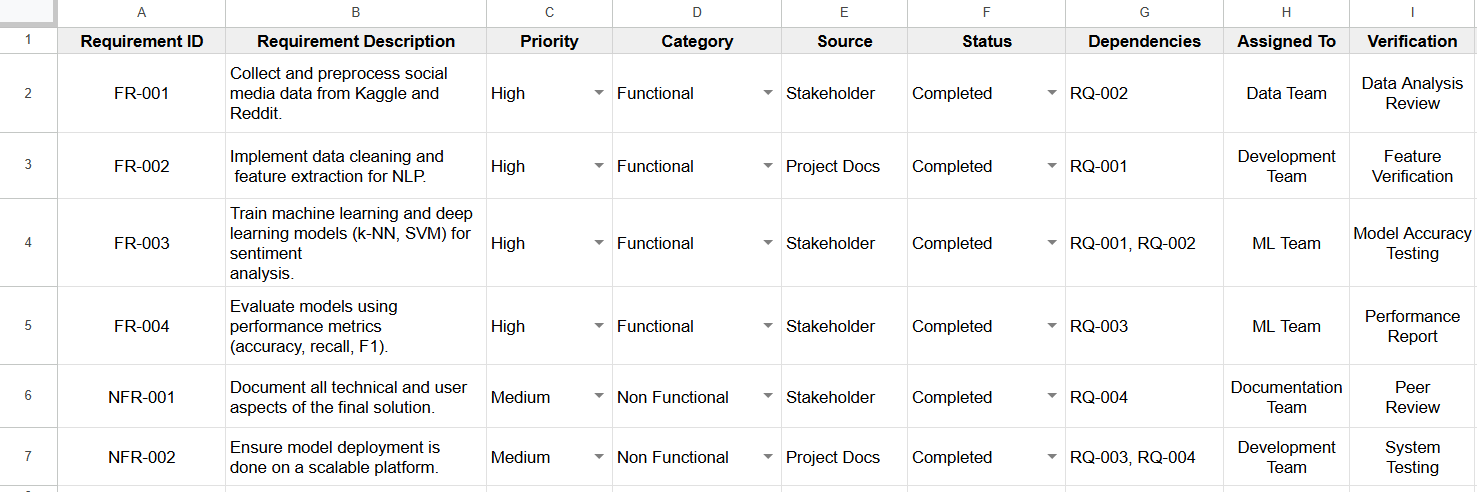 A B C D E F G H I
1 Requirement ID Requirement Description Priority Category Source Status Dependencies Assigned To Verification
2 FR-001 Collect and preprocess social
media data from Kaggle and
Reddit. High Functional Stakeholder Completed RQ-002 Data Team Data Analysis
Review
3 FR-002 Implement data cleaning and
feature extraction for NLP. High Functional Project Docs Completed RQ-001 Development
Team Feature
Verification
4 FR-003 Train machine learning and deep
learning models (k-NN, SVM) for
sentiment
analysis. High Functional Stakeholder Completed RQ-001, RQ-002 ML Team Model Accuracy
Testing
5 FR-004 Evaluate models using
performance metrics
(accuracy, recall, F1). High Functional Stakeholder Completed RQ-003 ML Team Performance
Report
6 NFR-001 Document all technical and user
aspects of the final solution. Medium Non Functional Stakeholder Completed RQ-004 Documentation
Team Peer
Review
7 NFR-002 Ensure model deployment is
done on a scalable platform. Medium Non Functional Project Docs Completed RQ-003, RQ-004 Development
Team System
Testing